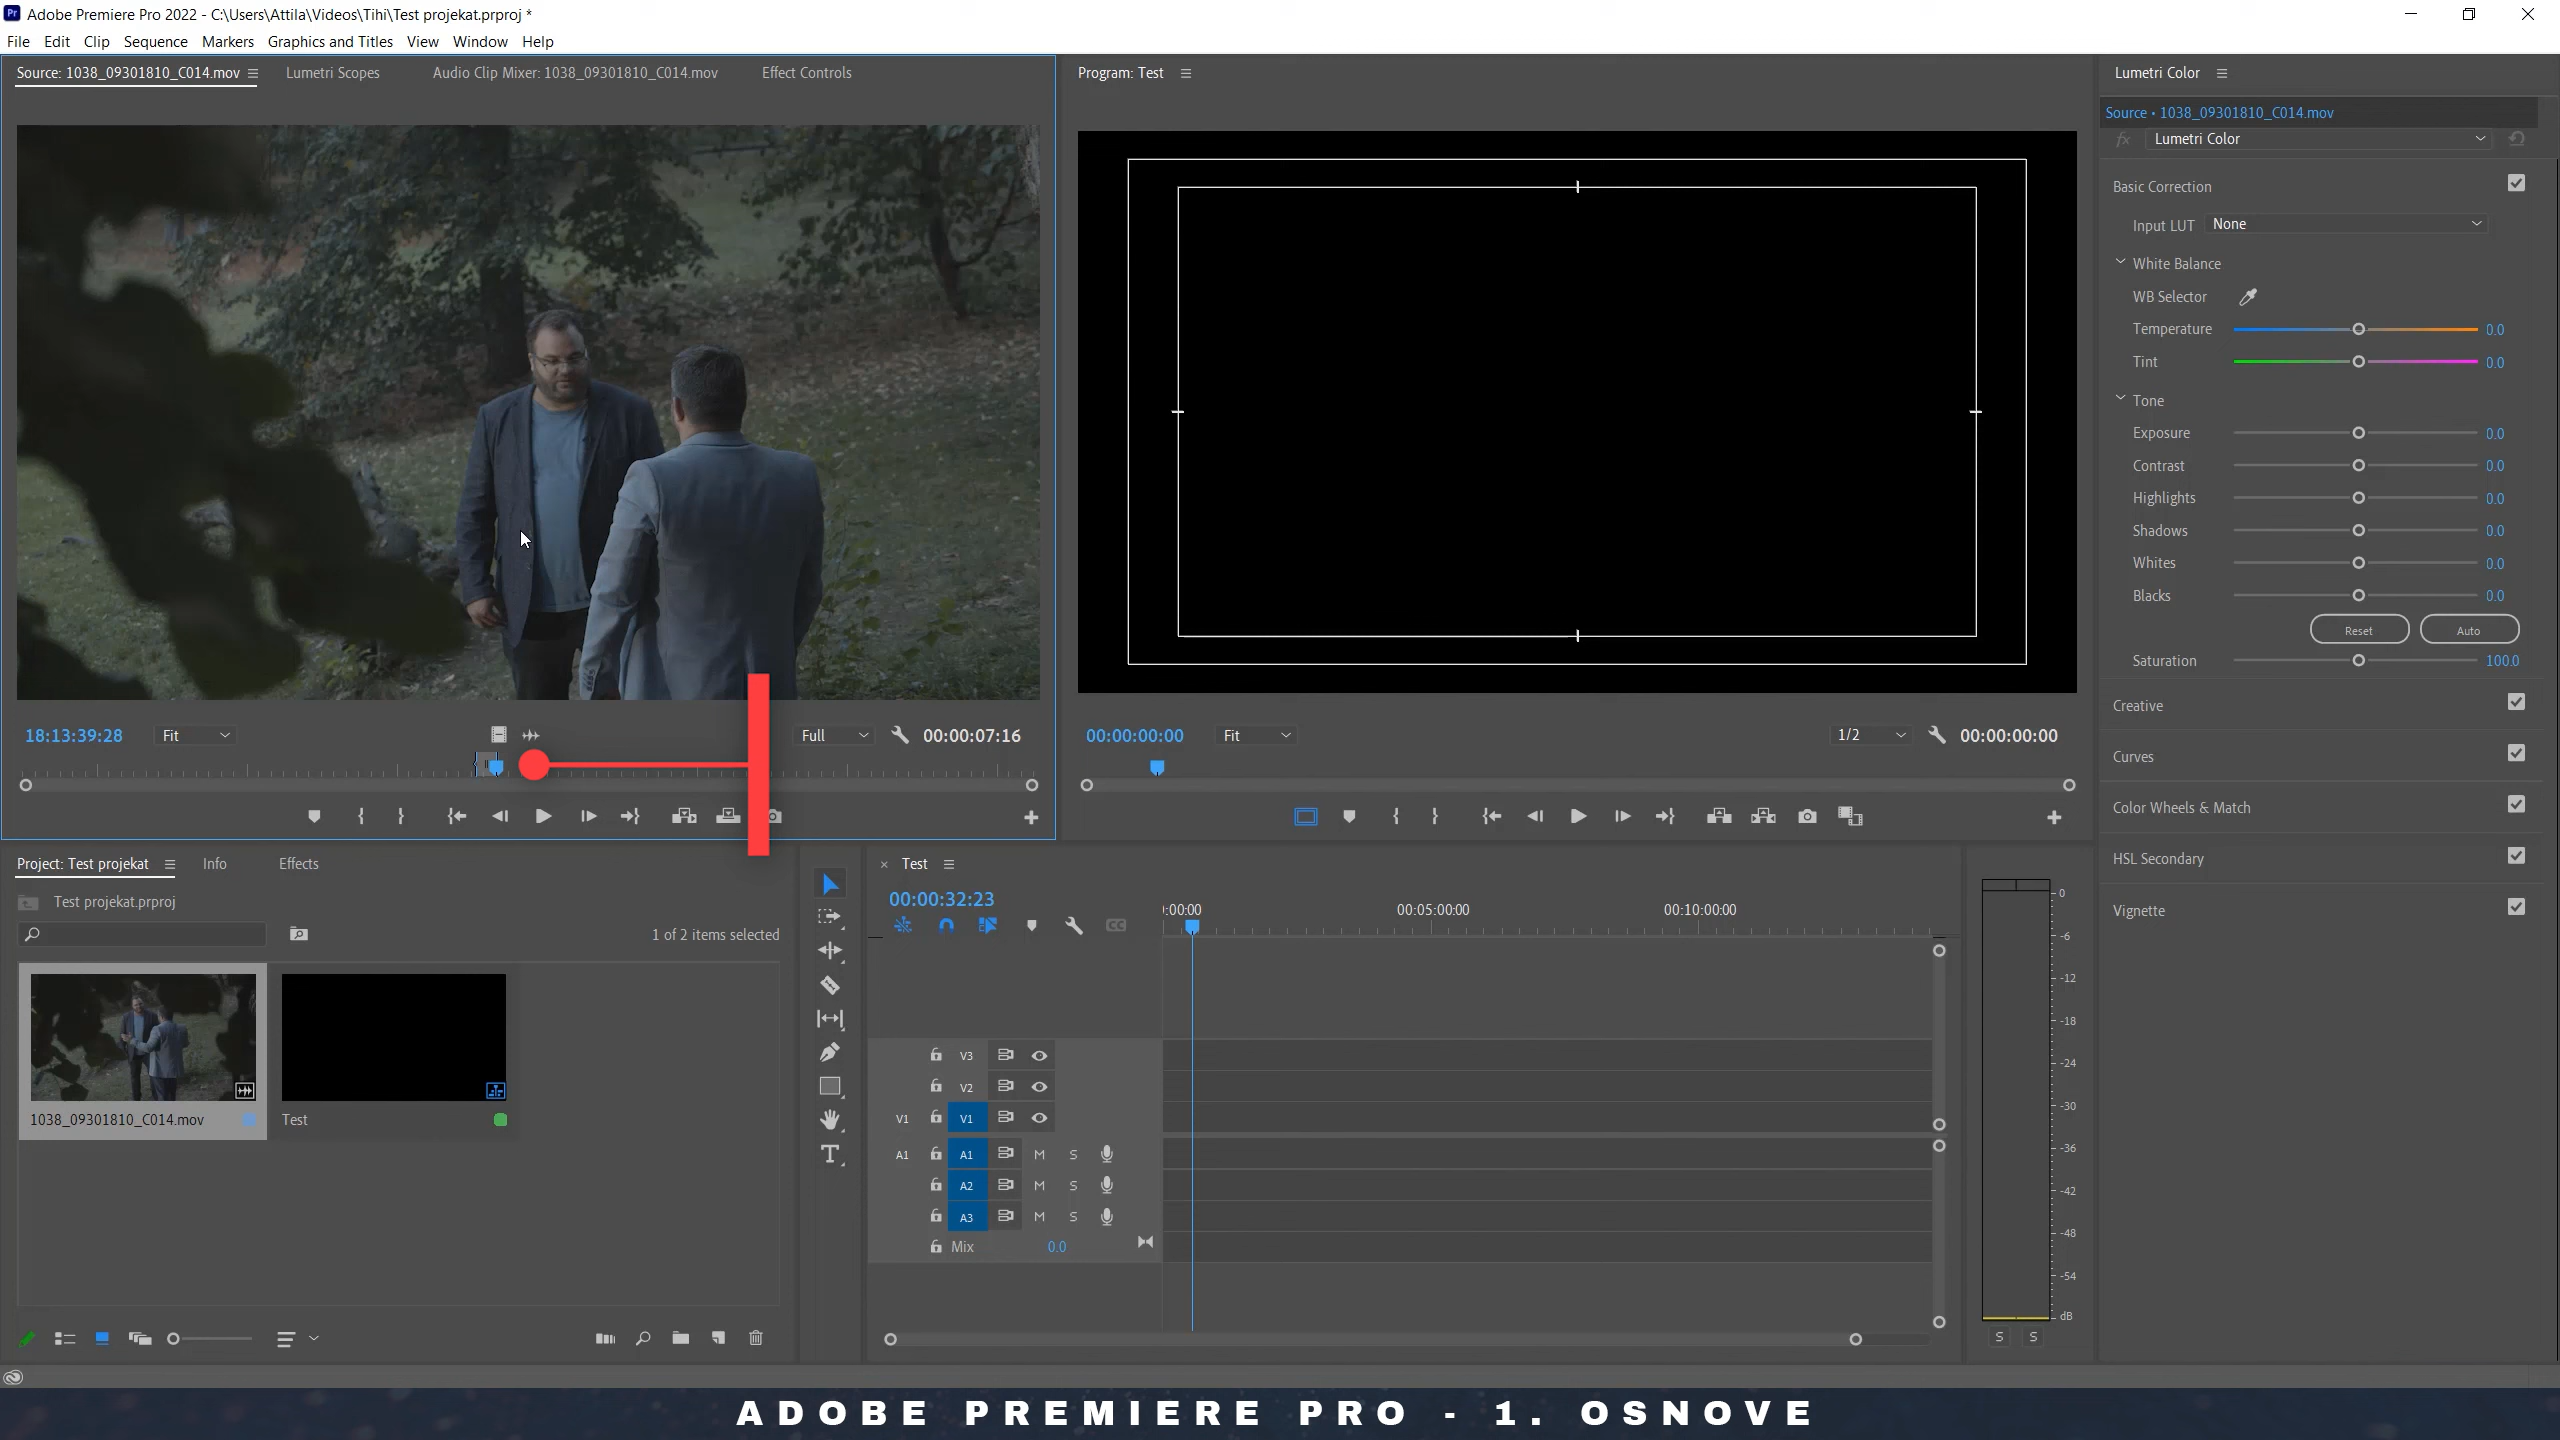 Adobe Premiere Pro 2022 - C:\Users\Attila\Videos\Tihi\Test projekat.prproj *
File Edit Clip Sequence Markers Graphics and Titles View Window Help
Source: 1038_09301810_C014.mov Lumetri Scopes Audio Clip Mixer: 1038_09301810_C014.mov Effect Controls
18:13:39:28 Fit Full 00:00:07:16
Program: Test
00:00:00:00 Fit 1/2 00:00:00:00
Lumetri Color
Source • 1038_09301810_C014.mov
fx Lumetri Color
Basic Correction
Input LUT None
White Balance
WB Selector
Temperature 0.0
Tint 0.0
Tone
Exposure 0.0
Contrast 0.0
Highlights 0.0
Shadows 0.0
Whites 0.0
Blacks 0.0
Reset Auto
Saturation 100.0
Creative
Curves
Color Wheels & Match
HSL Secondary
Vignette
Project: Test projekat Info Effects
Test projekat.prproj
1 of 2 items selected
1038_09301810_C014.mov Test
× Test
00:00:32:23
:00:00 00:05:00:00 00:10:00:00
V3
V2
V1 V1
A1 A1 M S
A2 M S
A3 M S
Mix 0.0
0
-6
-12
-18
-24
-30
-36
-42
-48
-54
dB
S S
ADOBE PREMIERE PRO - 1. OSNOVE